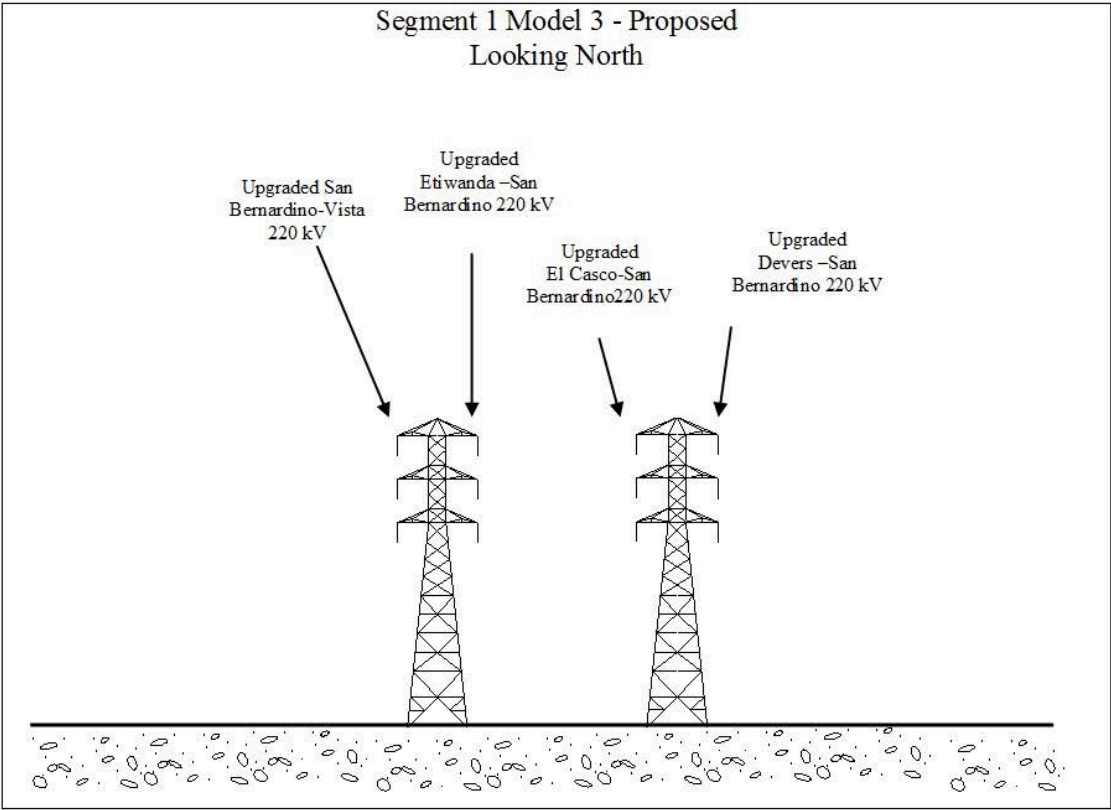 Segment 1 Model 3 - Proposed
Looking North
Upgraded San
Bernardino-Vista
220 kV
Upgraded
Etiwanda –San
Bernardino 220 kV
Upgraded
El Casco-San
Bernardino220 kV
Upgraded
Devers –San
Bernardino 220 kV